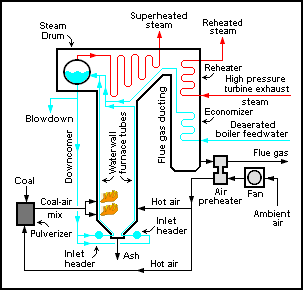 Superheated
steam
Reheated
steam
Steam
Drum
Reheater
High pressure
turbine exhaust
steam
Economizer
Deaerated
boiler feedwater
Blowdown
Downcomer
Waterwall
furnace tubes
Flue gas ducting
Flue gas
Coal
Coal-air
mix
Hot air
Air
preheater
Fan
Ambient
air
Pulverizer
Inlet
header
Inlet
header
Ash
Hot air